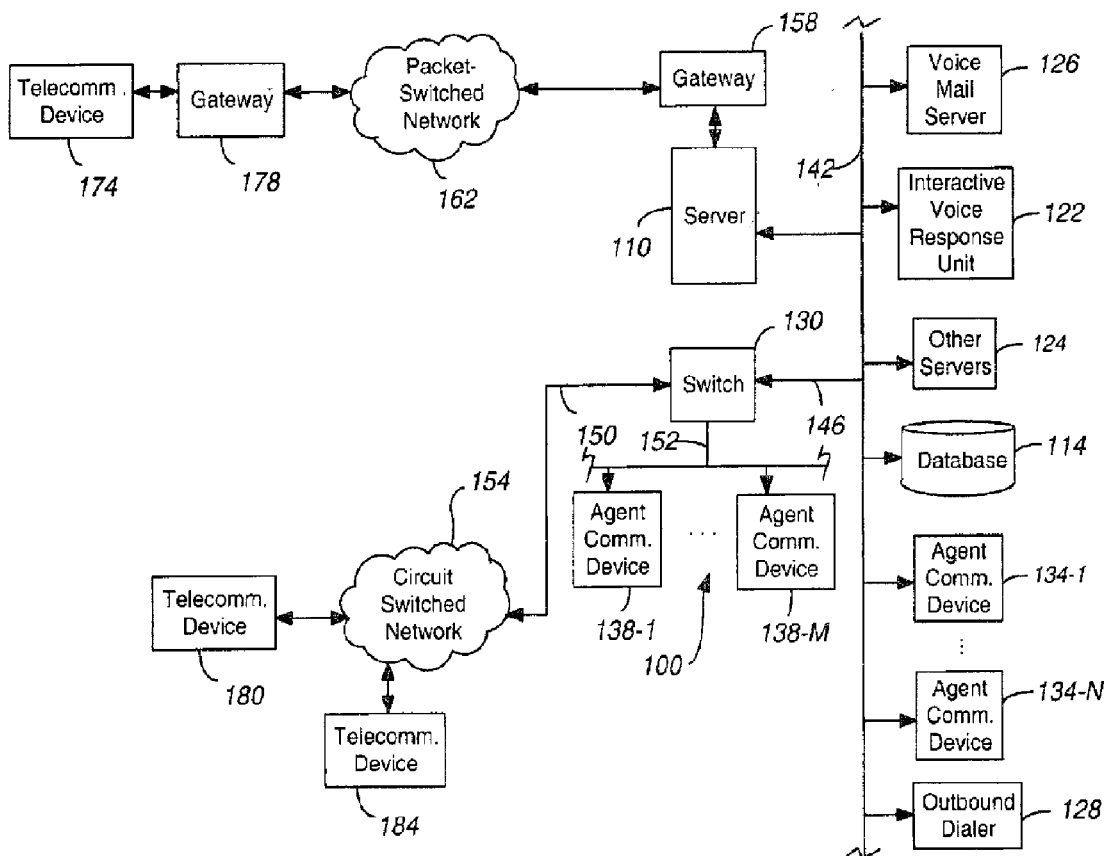 158
Telecomm.
Device
174
Gateway
178
Packet-
Switched
Network
162
Gateway
Server
110
142
Voice
Mail
Server
126
Interactive
Voice
Response
Unit
122
Other
Servers
124
130
Switch
146
150
152
Database
114
154
Circuit
Switched
Network
Agent
Comm.
Device
138-1
...
100
Agent
Comm.
Device
138-M
Agent
Comm.
Device
134-1
...
Agent
Comm.
Device
134-N
Telecomm.
Device
180
Telecomm.
Device
184
Outbound
Dialer
128